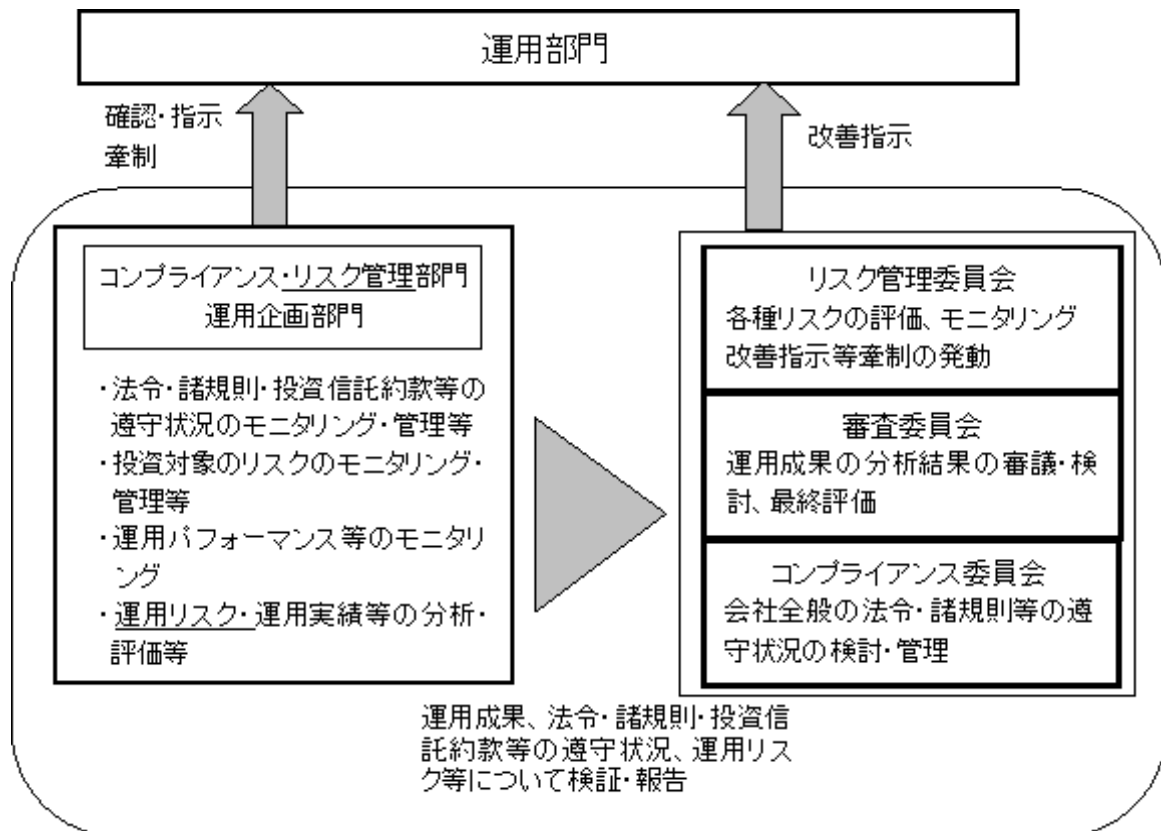 運用部門
確認・指示
牽制
改善指示
コンプライアンス・リスク管理部門
運用企画部門
・法令・諸規則・投資信託約款等の
遵守状況のモニタリング・管理等
・投資対象のリスクのモニタリング・
管理等
・運用パフォーマンス等のモニタリ
ング
・運用リスク・運用実績等の分析・
評価等
リスク管理委員会
各種リスクの評価、モニタリング
改善指示等牽制の発動
審査委員会
運用成果の分析結果の審議・検
討、最終評価
コンプライアンス委員会
会社全般の法令・諸規則等の遵
守状況の検討・管理
運用成果、法令・諸規則・投資信
託約款等の遵守状況、運用リス
ク等について検証・報告